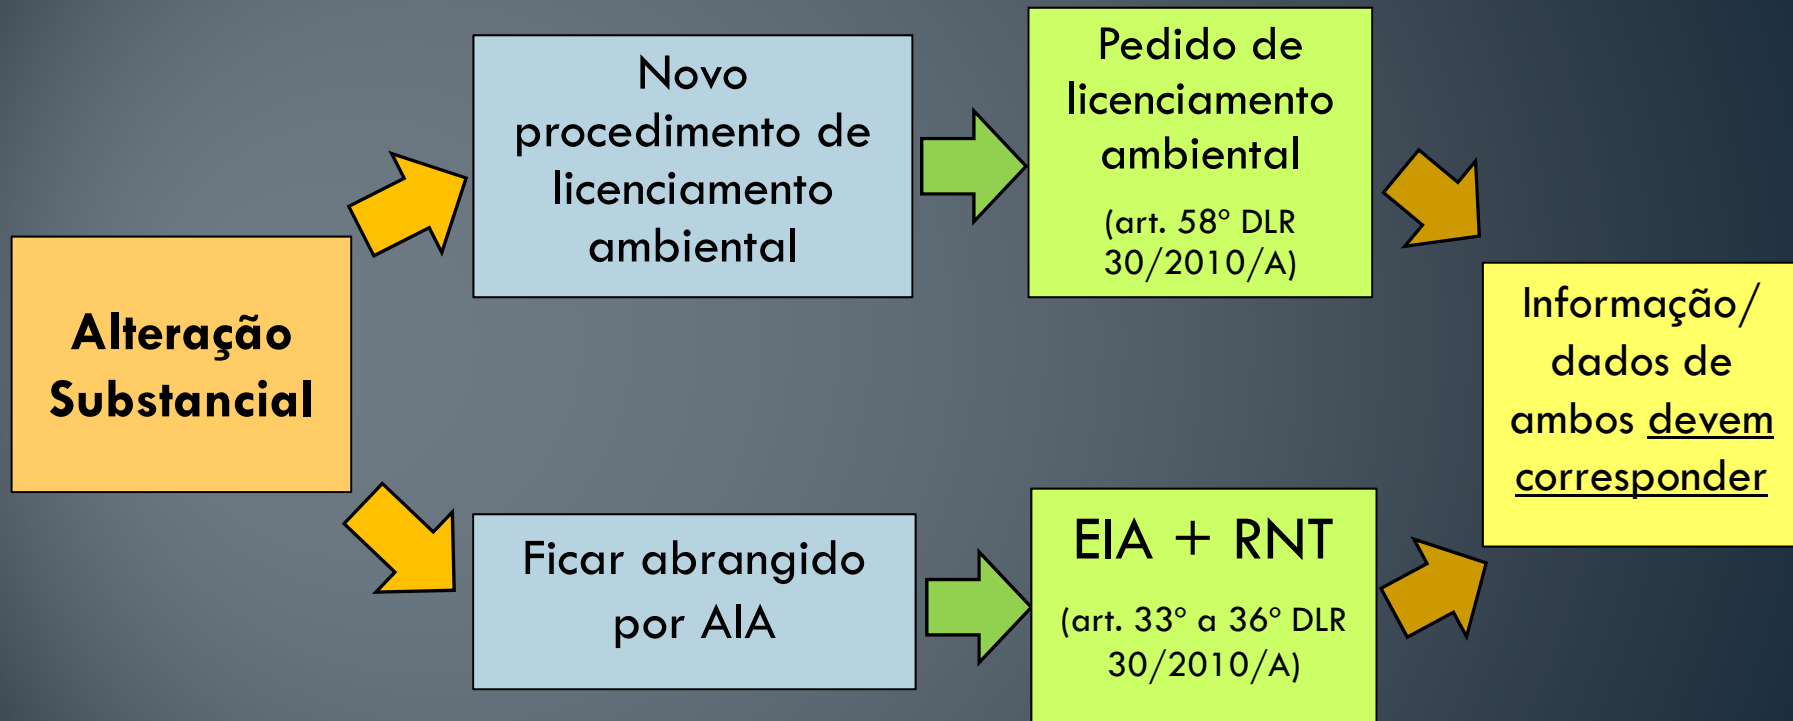 Alteração
Substancial
Novo
procedimento de
licenciamento
ambiental
Pedido de
licenciamento
ambiental
(art. 58º DLR
30/2010/A)
Ficar abrangido
por AIA
EIA + RNT
(art. 33º a 36º DLR
30/2010/A)
Informação/
dados de
ambos devem
corresponder